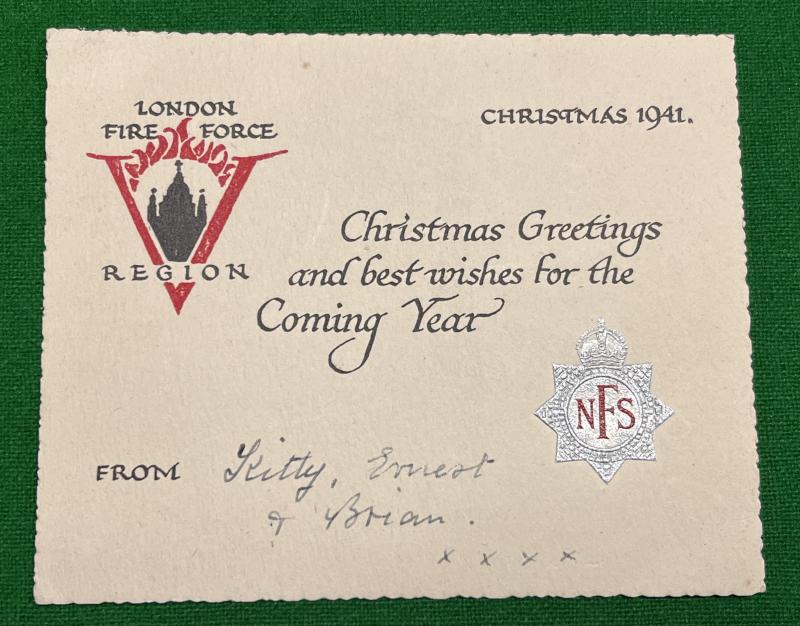 LONDON
FIRE FORCE
REGION
CHRISTMAS 1941.
Christmas Greetings
and best wishes for the
Coming Year
NFS
FROM Kitty, Ernest
& Brian.
x x x x